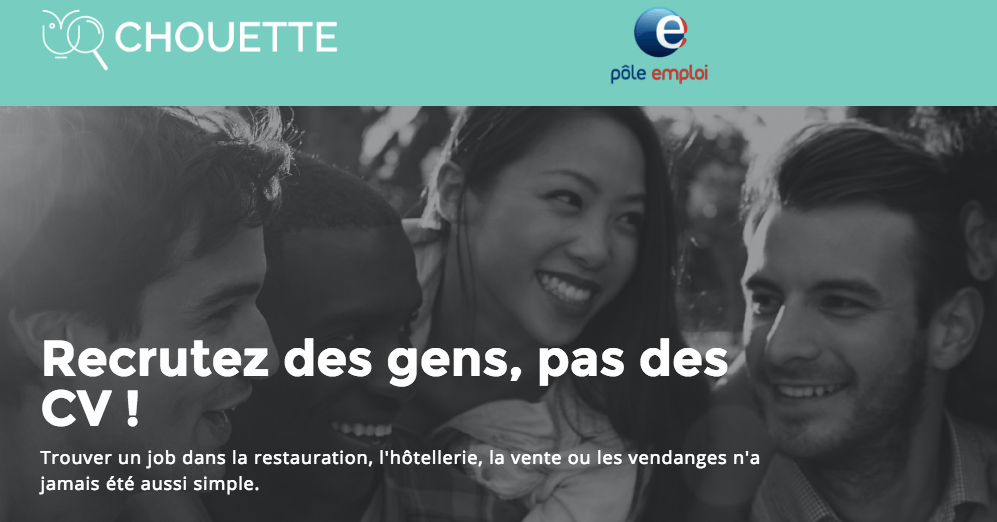 CHOUETTE
e
pôle emploi
Recrutez des gens, pas des
CV !
Trouver un job dans la restauration, l'hôtellerie, la vente ou les vendanges n'a
jamais été aussi simple.